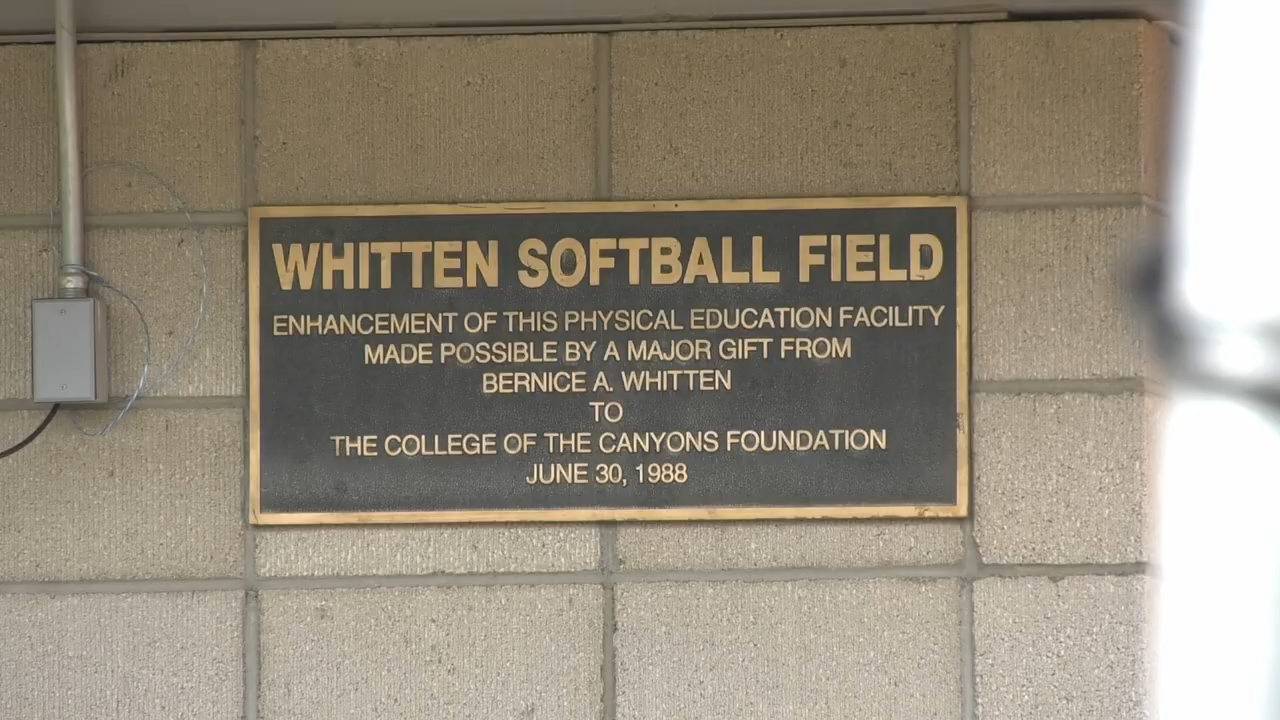 WHITTEN SOFTBALL FIELD
ENHANCEMENT OF THIS PHYSICAL EDUCATION FACILITY
MADE POSSIBLE BY A MAJOR GIFT FROM
BERNICE A. WHITTEN
TO
THE COLLEGE OF THE CANYONS FOUNDATION
JUNE 30, 1988